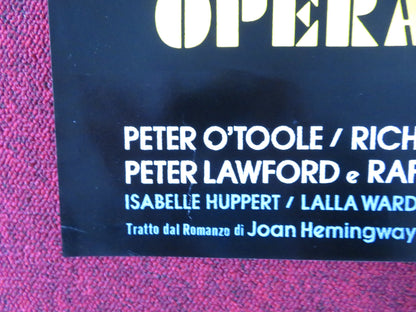 OPERA
PETER O'TOOLE / RICH
PETER LAWFORD e RAF
ISABELLE HUPPERT / LALLA WARD
Tratto dal Romanzo di Joan Hemingway